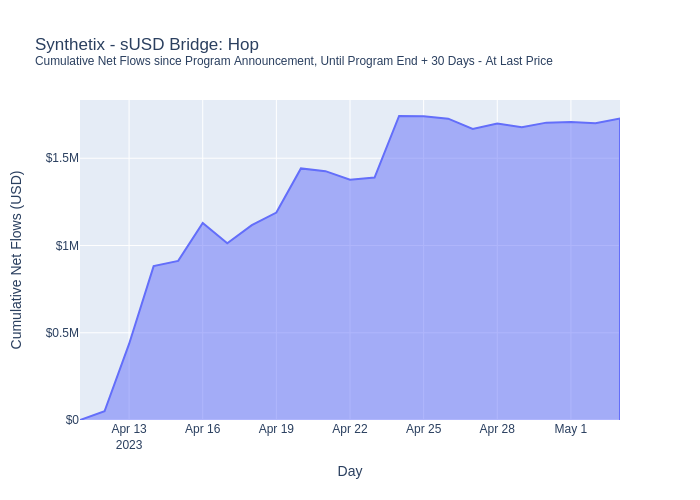 Synthetix - sUSD Bridge: Hop
Cumulative Net Flows since Program Announcement, Until Program End + 30 Days - At Last Price
Cumulative Net Flows (USD)
$1.5M
$1M
$0.5M
$0
Apr 13
2023
Apr 16
Apr 19
Apr 22
Apr 25
Apr 28
May 1
Day